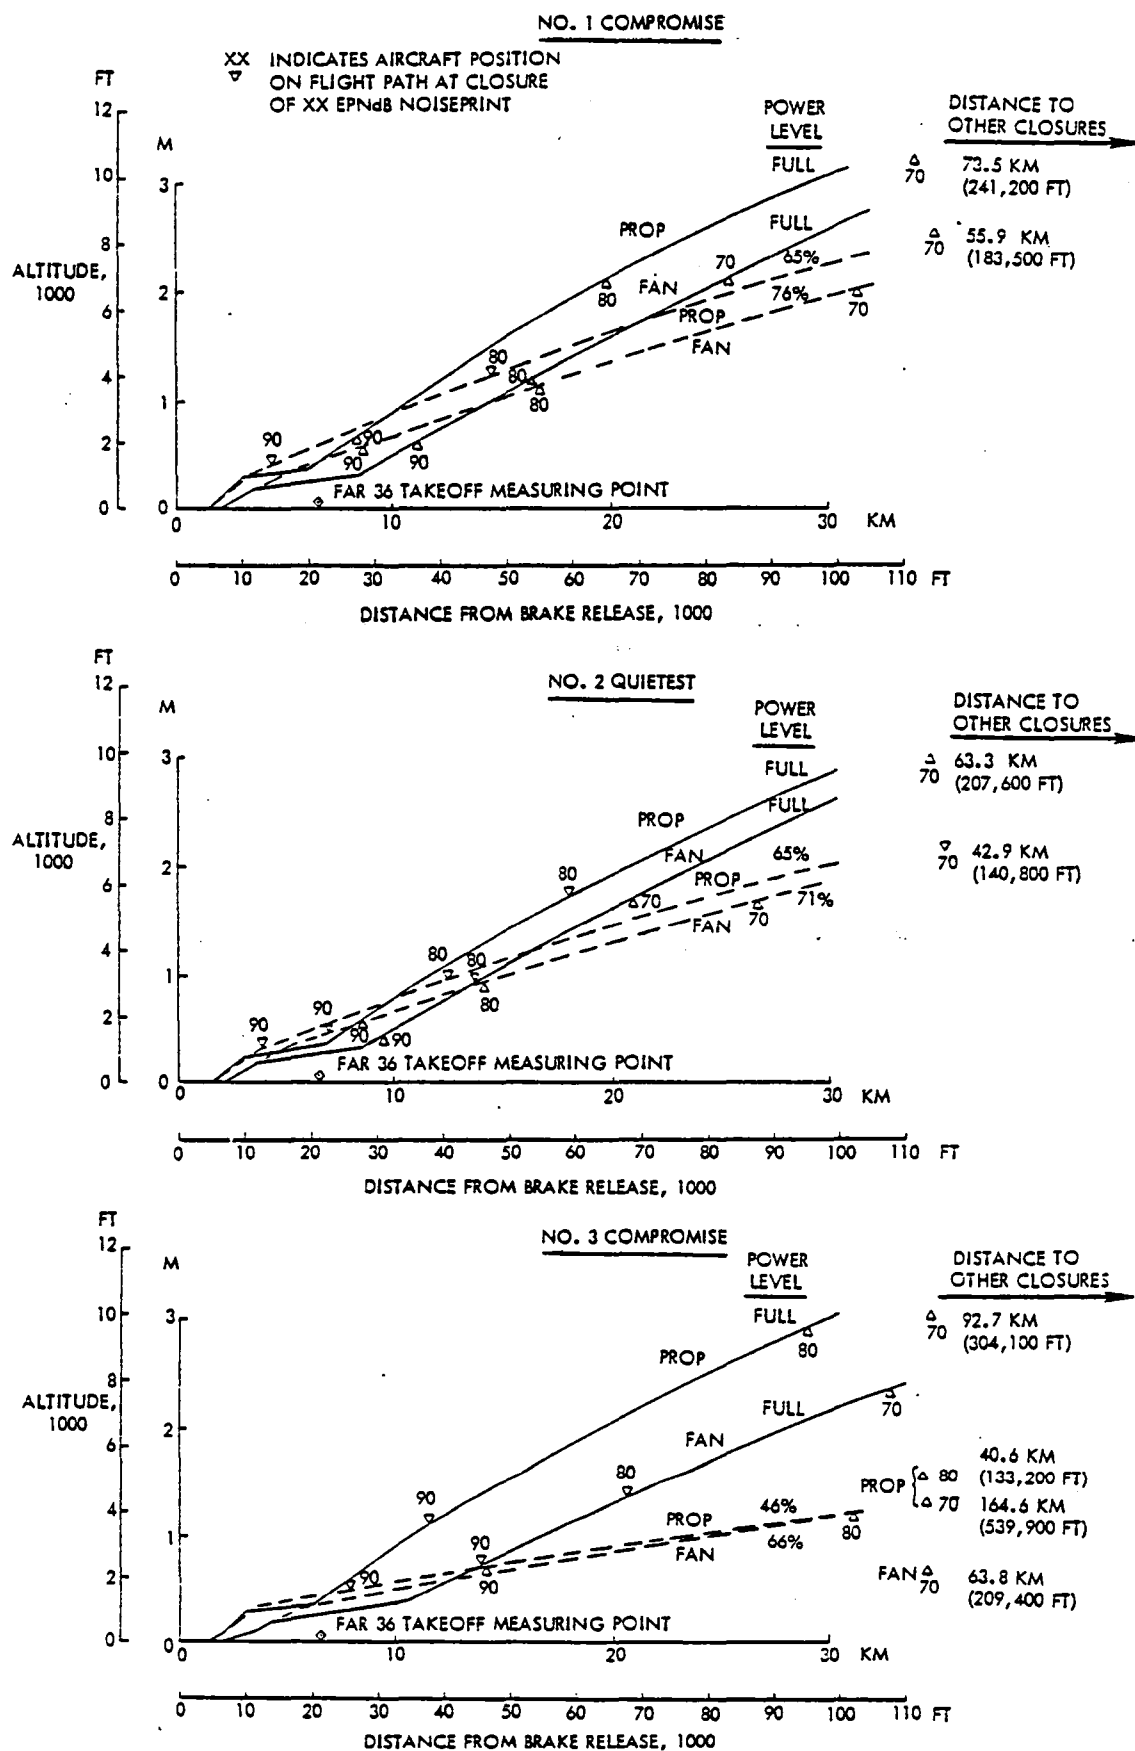 NO. 1 COMPROMISE
XX INDICATES AIRCRAFT POSITION
ON FLIGHT PATH AT CLOSURE
OF XX EPNdB NOISEPRINT
FT
12
10
8
6
4
2
0
M
3
2
1
0
ALTITUDE,
1000
POWER
LEVEL
FULL
FULL
65%
76%
DISTANCE TO
OTHER CLOSURES
70 73.5 KM
(241,200 FT)
70 55.9 KM
(183,500 FT)
PROP
FAN
PROP
FAN
80
70
70
80
80
80
90
90
90
90
FAR 36 TAKEOFF MEASURING POINT
0 10 20 30 KM
0 10 20 30 40 50 60 70 80 90 100 110 FT
DISTANCE FROM BRAKE RELEASE, 1000
NO. 2 QUIETEST
FT
12
10
8
6
4
2
0
M
3
2
1
0
ALTITUDE,
1000
POWER
LEVEL
FULL
FULL
65%
71%
DISTANCE TO
OTHER CLOSURES
70 63.3 KM
(207,600 FT)
70 42.9 KM
(140,800 FT)
PROP
FAN
PROP
FAN
80
70
70
80
80
80
90
90
90
90
FAR 36 TAKEOFF MEASURING POINT
0 10 20 30 KM
0 10 20 30 40 50 60 70 80 90 100 110 FT
DISTANCE FROM BRAKE RELEASE, 1000
NO. 3 COMPROMISE
FT
12
10
8
6
4
2
0
M
3
2
1
0
ALTITUDE,
1000
POWER
LEVEL
FULL
FULL
46%
66%
DISTANCE TO
OTHER CLOSURES
70 92.7 KM
(304,100 FT)
40.6 KM
PROP 80 (133,200 FT)
70 164.6 KM
(539,900 FT)
FAN 70 63.8 KM
(209,400 FT)
PROP
FAN
PROP
FAN
80
70
80
80
90
90
90
90
FAR 36 TAKEOFF MEASURING POINT
0 10 20 30 KM
0 10 20 30 40 50 60 70 80 90 100 110 FT
DISTANCE FROM BRAKE RELEASE, 1000